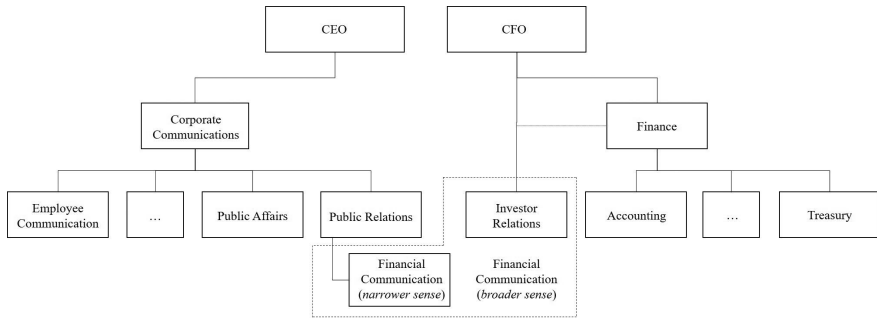 CEO
CFO
Corporate
Communications
Finance
Employee
Communication
…
Public Affairs
Public Relations
Investor
Relations
Accounting
…
Treasury
Financial
Communication
(narrower sense)
Financial
Communication
(broader sense)